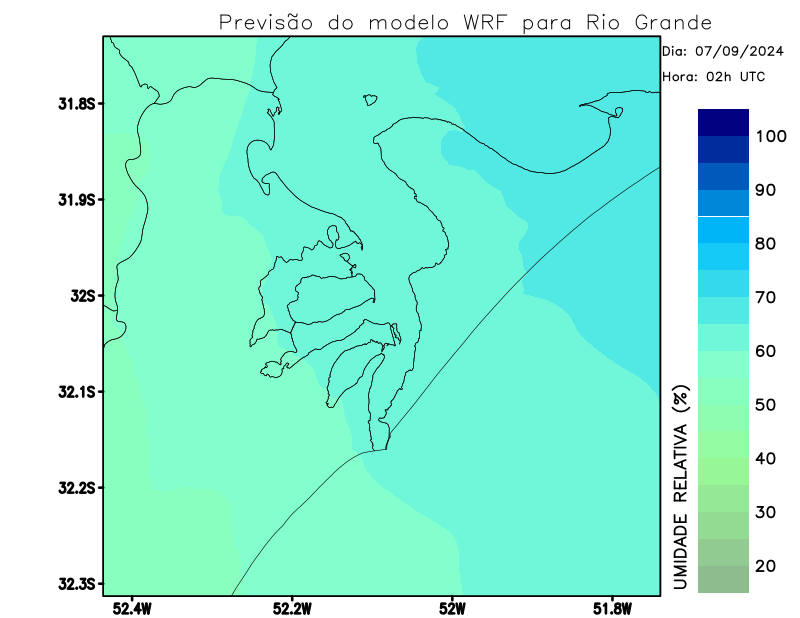 Previsão do modelo WRF para Rio Grande
Dia: 07/09/2024
Hora: 02h UTC
31.8S
31.9S
32S
32.1S
32.2S
32.3S
52.4W
52.2W
52W
51.8W
100
90
80
70
60
50
40
30
20
UMIDADE RELATIVA (%)